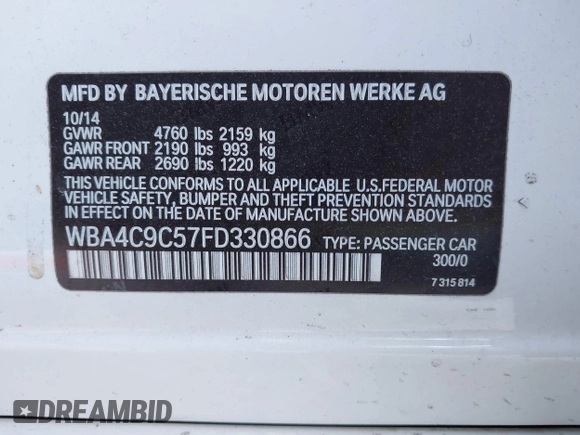 MFD BY BAYERISCHE MOTOREN WERKE AG
10/14
GVWR 4760 lbs 2159 kg
GAWR FRONT 2190 lbs 993 kg
GAWR REAR 2690 lbs 1220 kg
THIS VEHICLE CONFORMS TO ALL APPLICABLE U.S.FEDERAL MOTOR
VEHICLE SAFETY, BUMPER AND THEFT PREVENTION STANDARDS
IN EFFECT ON THE DATE OF MANUFACTURE SHOWN ABOVE.
WBA4C9C57FD330866 TYPE: PASSENGER CAR
300/0
7 315 814
DREAMBID